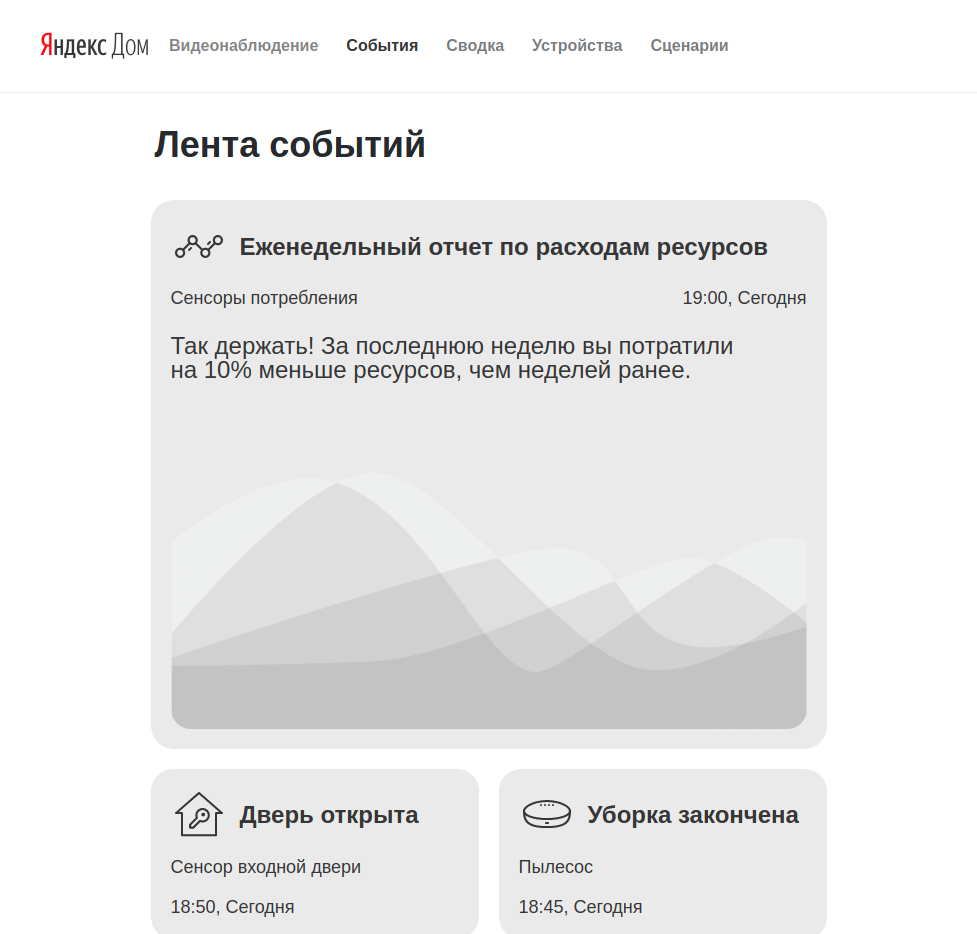 Яндекс Дом Видеонаблюдение События Сводка Устройства Сценарии
Лента событий
Еженедельный отчет по расходам ресурсов
Сенсоры потребления 19:00, Сегодня
Так держать! За последнюю неделю вы потратили
на 10% меньше ресурсов, чем неделей ранее.
Дверь открыта
Сенсор входной двери
18:50, Сегодня
Уборка закончена
Пылесос
18:45, Сегодня